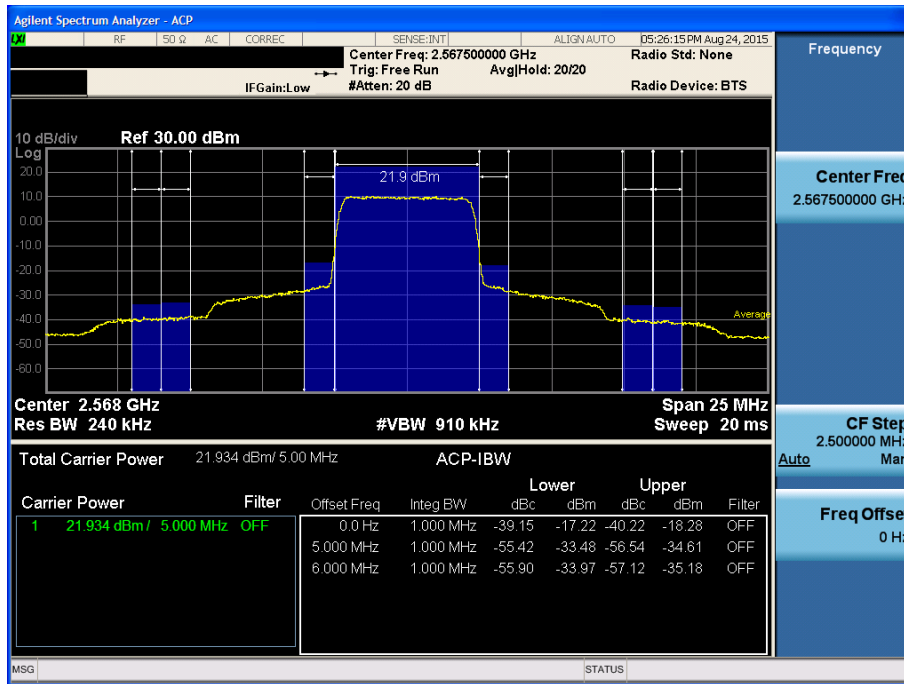 Agilent Spectrum Analyzer - ACP
LXI RF 50 Ω AC CORREC SENSE:INT ALIGN AUTO 05:26:15 PM Aug 24, 2015
Center Freq: 2.567500000 GHz Radio Std: None
Trig: Free Run Avg|Hold: 20/20
IFGain:Low #Atten: 20 dB Radio Device: BTS
10 dB/div Ref 30.00 dBm
Log
20.0
10.0
0.00
-10.0
-20.0
-30.0
-40.0
-50.0
-60.0
21.9 dBm
Average
Center 2.568 GHz Span 25 MHz
Res BW 240 kHz #VBW 910 kHz Sweep 20 ms
Total Carrier Power 21.934 dBm/ 5.00 MHz ACP-IBW
Lower Upper
Carrier Power Filter Offset Freq Integ BW dBc dBm dBc dBm Filter
1 21.934 dBm / 5.000 MHz OFF 0.0 Hz 1.000 MHz -39.15 -17.22 -40.22 -18.28 OFF
5.000 MHz 1.000 MHz -55.42 -33.48 -56.54 -34.61 OFF
6.000 MHz 1.000 MHz -55.90 -33.97 -57.12 -35.18 OFF
MSG STATUS
Frequency
Center Freq
2.567500000 GHz
CF Step
2.500000 MHz
Auto Man
Freq Offset
0 Hz